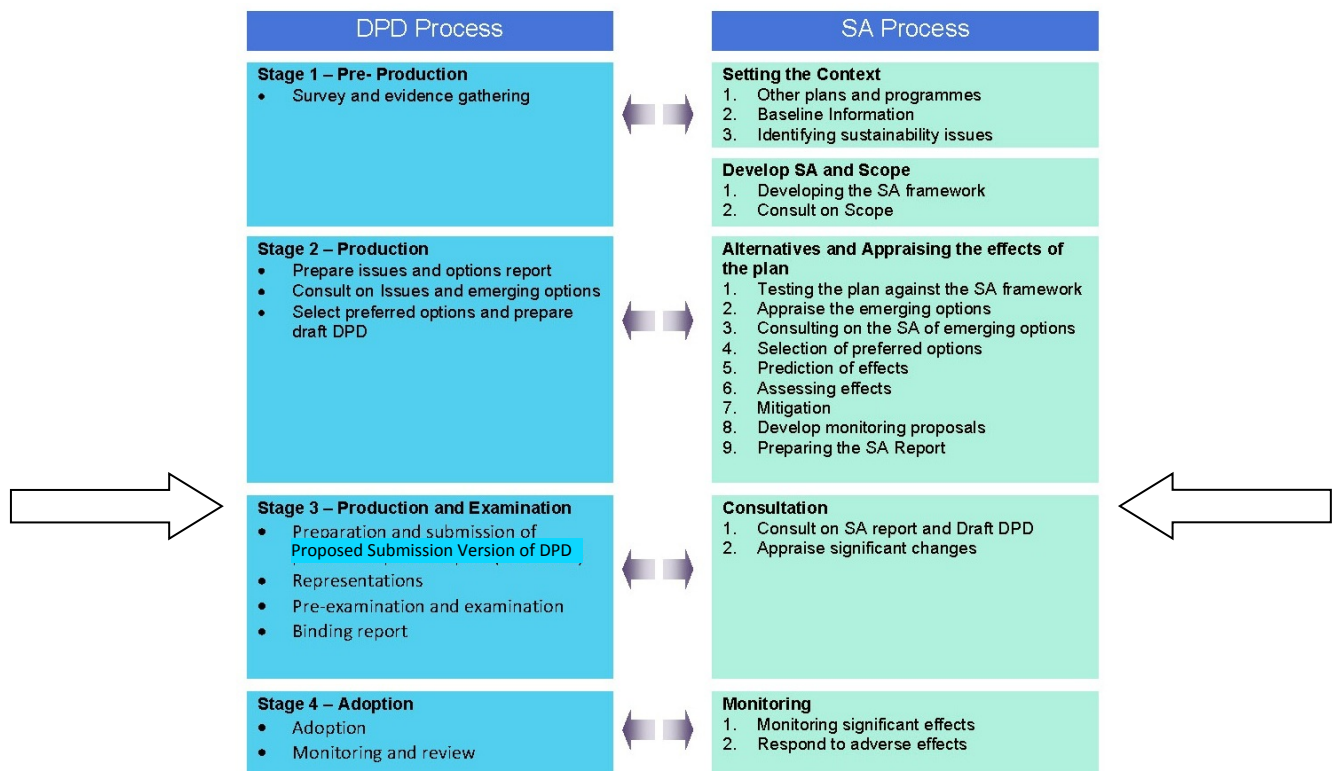 DPD Process
Stage 1 – Pre- Production
• Survey and evidence gathering
Stage 2 – Production
• Prepare issues and options report
• Consult on Issues and emerging options
• Select preferred options and prepare
draft DPD
Stage 3 – Production and Examination
• Preparation and submission of
Proposed Submission Version of DPD
• Representations
• Pre-examination and examination
• Binding report
Stage 4 – Adoption
• Adoption
• Monitoring and review
SA Process
Setting the Context
1. Other plans and programmes
2. Baseline Information
3. Identifying sustainability issues
Develop SA and Scope
1. Developing the SA framework
2. Consult on Scope
Alternatives and Appraising the effects of
the plan
1. Testing the plan against the SA framework
2. Appraise the emerging options
3. Consulting on the SA of emerging options
4. Selection of preferred options
5. Prediction of effects
6. Assessing effects
7. Mitigation
8. Develop monitoring proposals
9. Preparing the SA Report
Consultation
1. Consult on SA report and Draft DPD
2. Appraise significant changes
Monitoring
1. Monitoring significant effects
2. Respond to adverse effects